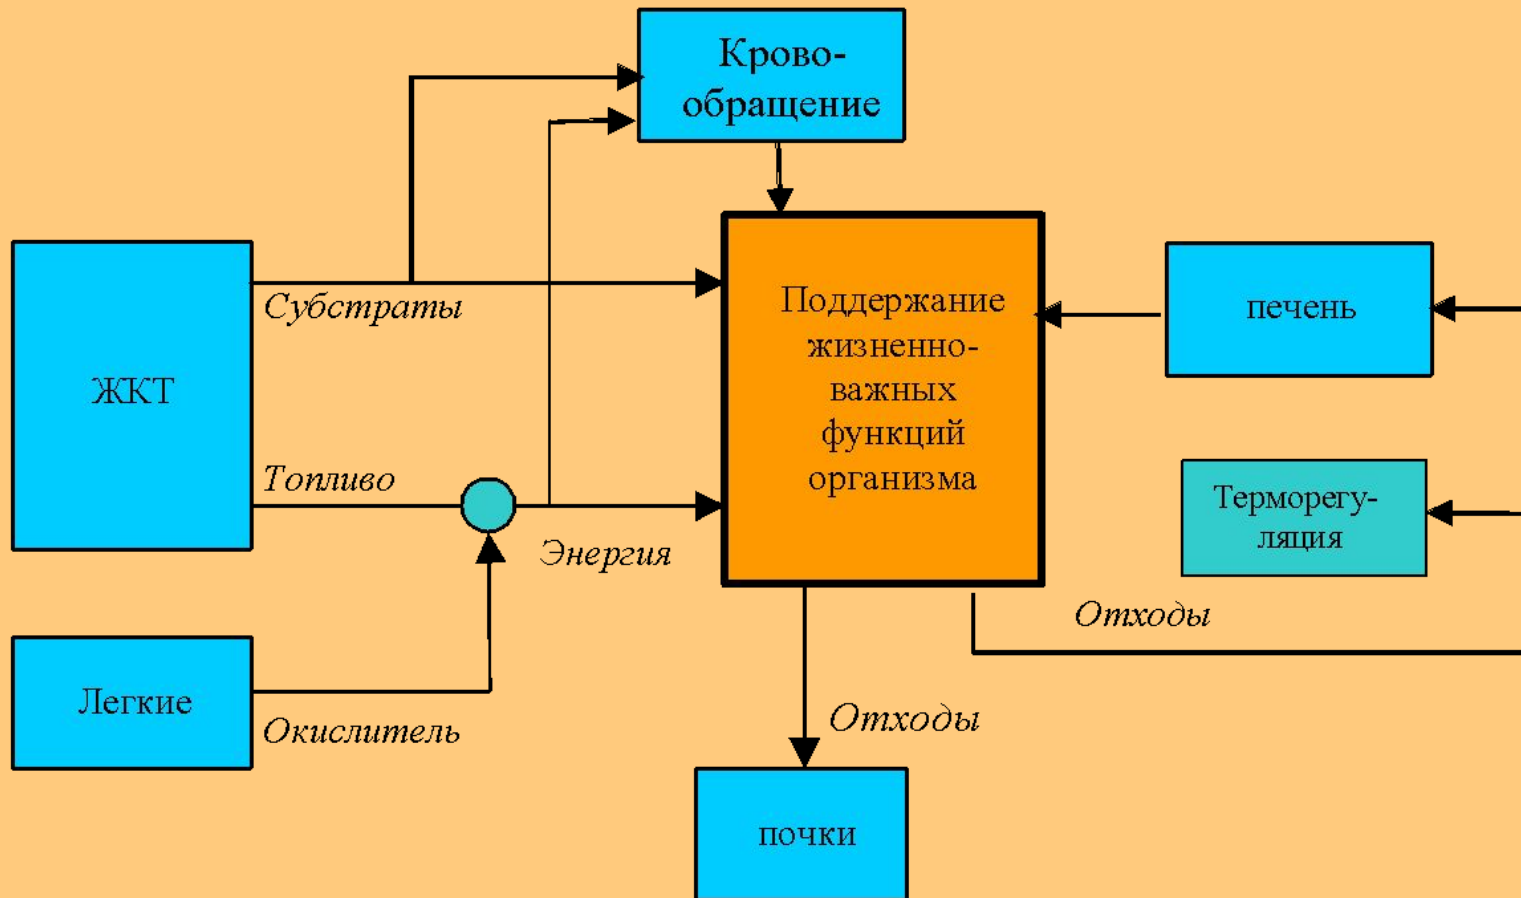 Крово-
обращение
Субстраты
ЖКТ
Топливо
Энергия
Легкие
Окислитель
Поддержание
жизненно-
важных
функций
организма
печень
Терморегу-
ляция
Отходы
Отходы
почки